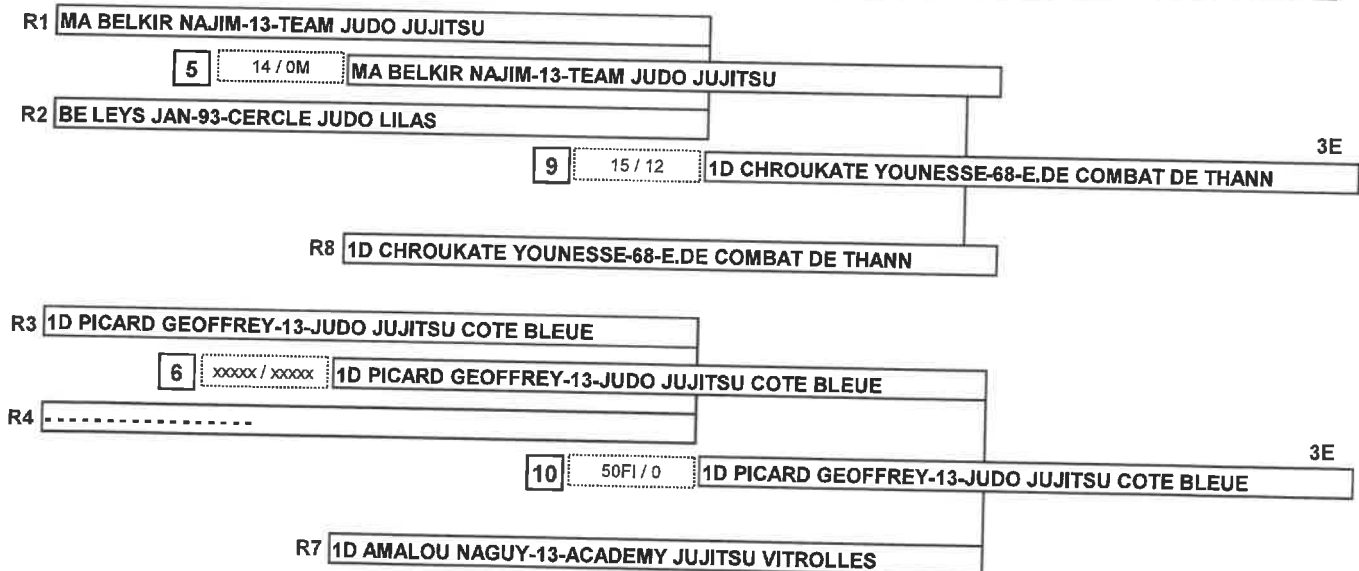 R1 MA BELKIR NAJIM-13-TEAM JUDO JUJITSU
5 14 / 0M MA BELKIR NAJIM-13-TEAM JUDO JUJITSU
R2 BE LEYS JAN-93-CERCLE JUDO LILAS
3E
9 15 / 12 1D CHROUKATE YOUNESSE-68-E.DE COMBAT DE THANN
R8 1D CHROUKATE YOUNESSE-68-E.DE COMBAT DE THANN
R3 1D PICARD GEOFFREY-13-JUDO JUJITSU COTE BLEUE
6 xxxxx / xxxxx 1D PICARD GEOFFREY-13-JUDO JUJITSU COTE BLEUE
R4 -----------------
3E
10 50FI / 0 1D PICARD GEOFFREY-13-JUDO JUJITSU COTE BLEUE
R7 1D AMALOU NAGUY-13-ACADEMY JUJITSU VITROLLES